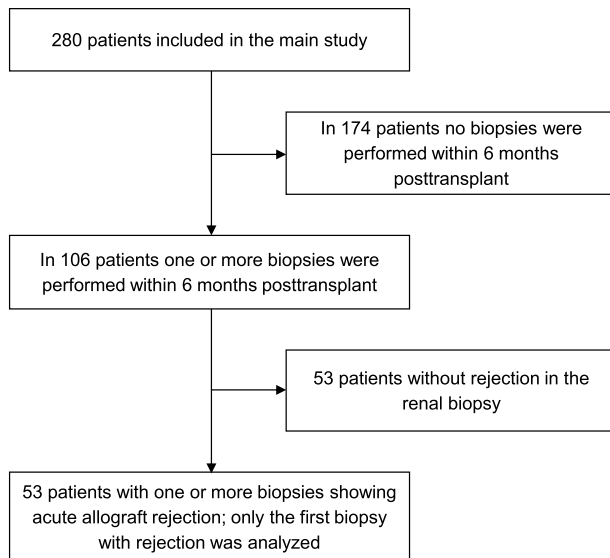 280 patients included in the main study
In 174 patients no biopsies were
performed within 6 months
posttransplant
In 106 patients one or more biopsies were
performed within 6 months posttransplant
53 patients without rejection in the
renal biopsy
53 patients with one or more biopsies showing
acute allograft rejection; only the first biopsy
with rejection was analyzed